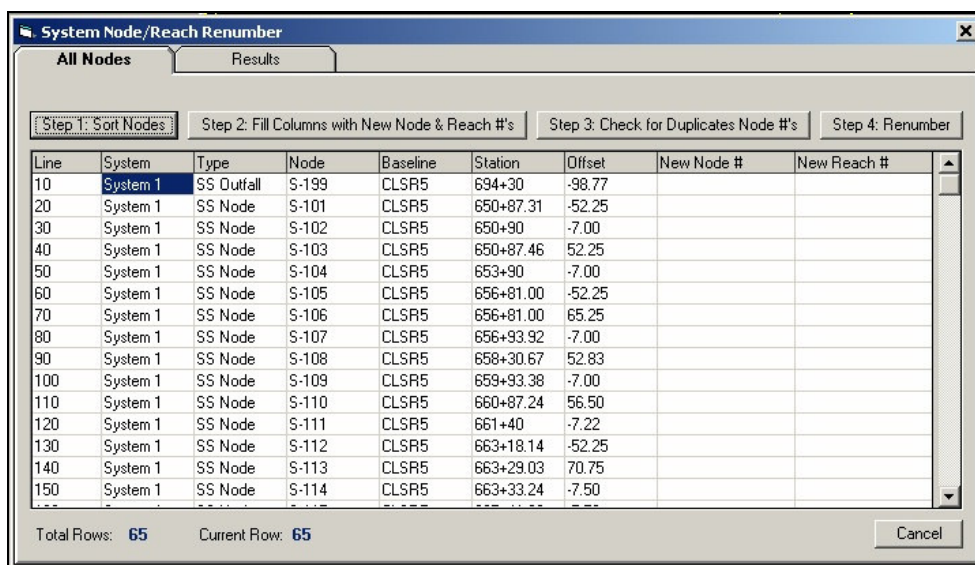 System Node/Reach Renumber
All Nodes Results
Step 1: Sort Nodes Step 2: Fill Columns with New Node & Reach #'s Step 3: Check for Duplicates Node #'s Step 4: Renumber
Line System Type Node Baseline Station Offset New Node # New Reach #
10 System 1 SS Outfall S-199 CLSR5 694+30 -98.77
20 System 1 SS Node S-101 CLSR5 650+87.31 -52.25
30 System 1 SS Node S-102 CLSR5 650+90 -7.00
40 System 1 SS Node S-103 CLSR5 650+87.46 52.25
50 System 1 SS Node S-104 CLSR5 653+90 -7.00
60 System 1 SS Node S-105 CLSR5 656+81.00 -52.25
70 System 1 SS Node S-106 CLSR5 656+81.00 65.25
80 System 1 SS Node S-107 CLSR5 656+93.92 -7.00
90 System 1 SS Node S-108 CLSR5 658+30.67 52.83
100 System 1 SS Node S-109 CLSR5 659+93.38 -7.00
110 System 1 SS Node S-110 CLSR5 660+87.24 56.50
120 System 1 SS Node S-111 CLSR5 661+40 -7.22
130 System 1 SS Node S-112 CLSR5 663+18.14 -52.25
140 System 1 SS Node S-113 CLSR5 663+29.03 70.75
150 System 1 SS Node S-114 CLSR5 663+33.24 -7.50
Total Rows: 65 Current Row: 65 Cancel